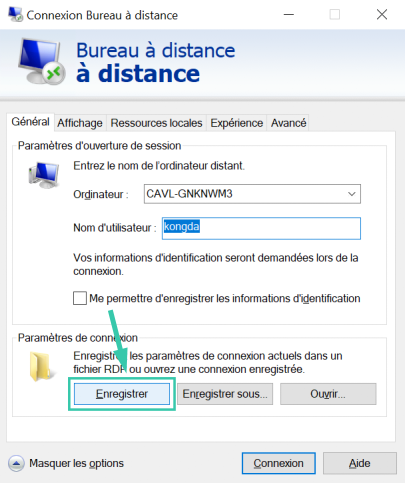 Connexion Bureau à distance
Bureau à distance
à distance
Général Affichage Ressources locales Expérience Avancé
Paramètres d'ouverture de session
Entrez le nom de l'ordinateur distant.
Ordinateur : CAVL-GNKNWM3
Nom d'utilisateur : kongda
Vos informations d'identification seront demandées lors de la
connexion.
Me permettre d'enregistrer les informations d'identification
Paramètres de connexion
Enregistrer les paramètres de connexion actuels dans un
fichier RDP ou ouvrez une connexion enregistrée.
Enregistrer Enregistrer sous... Ouvrir...
Masquer les options Connexion Aide